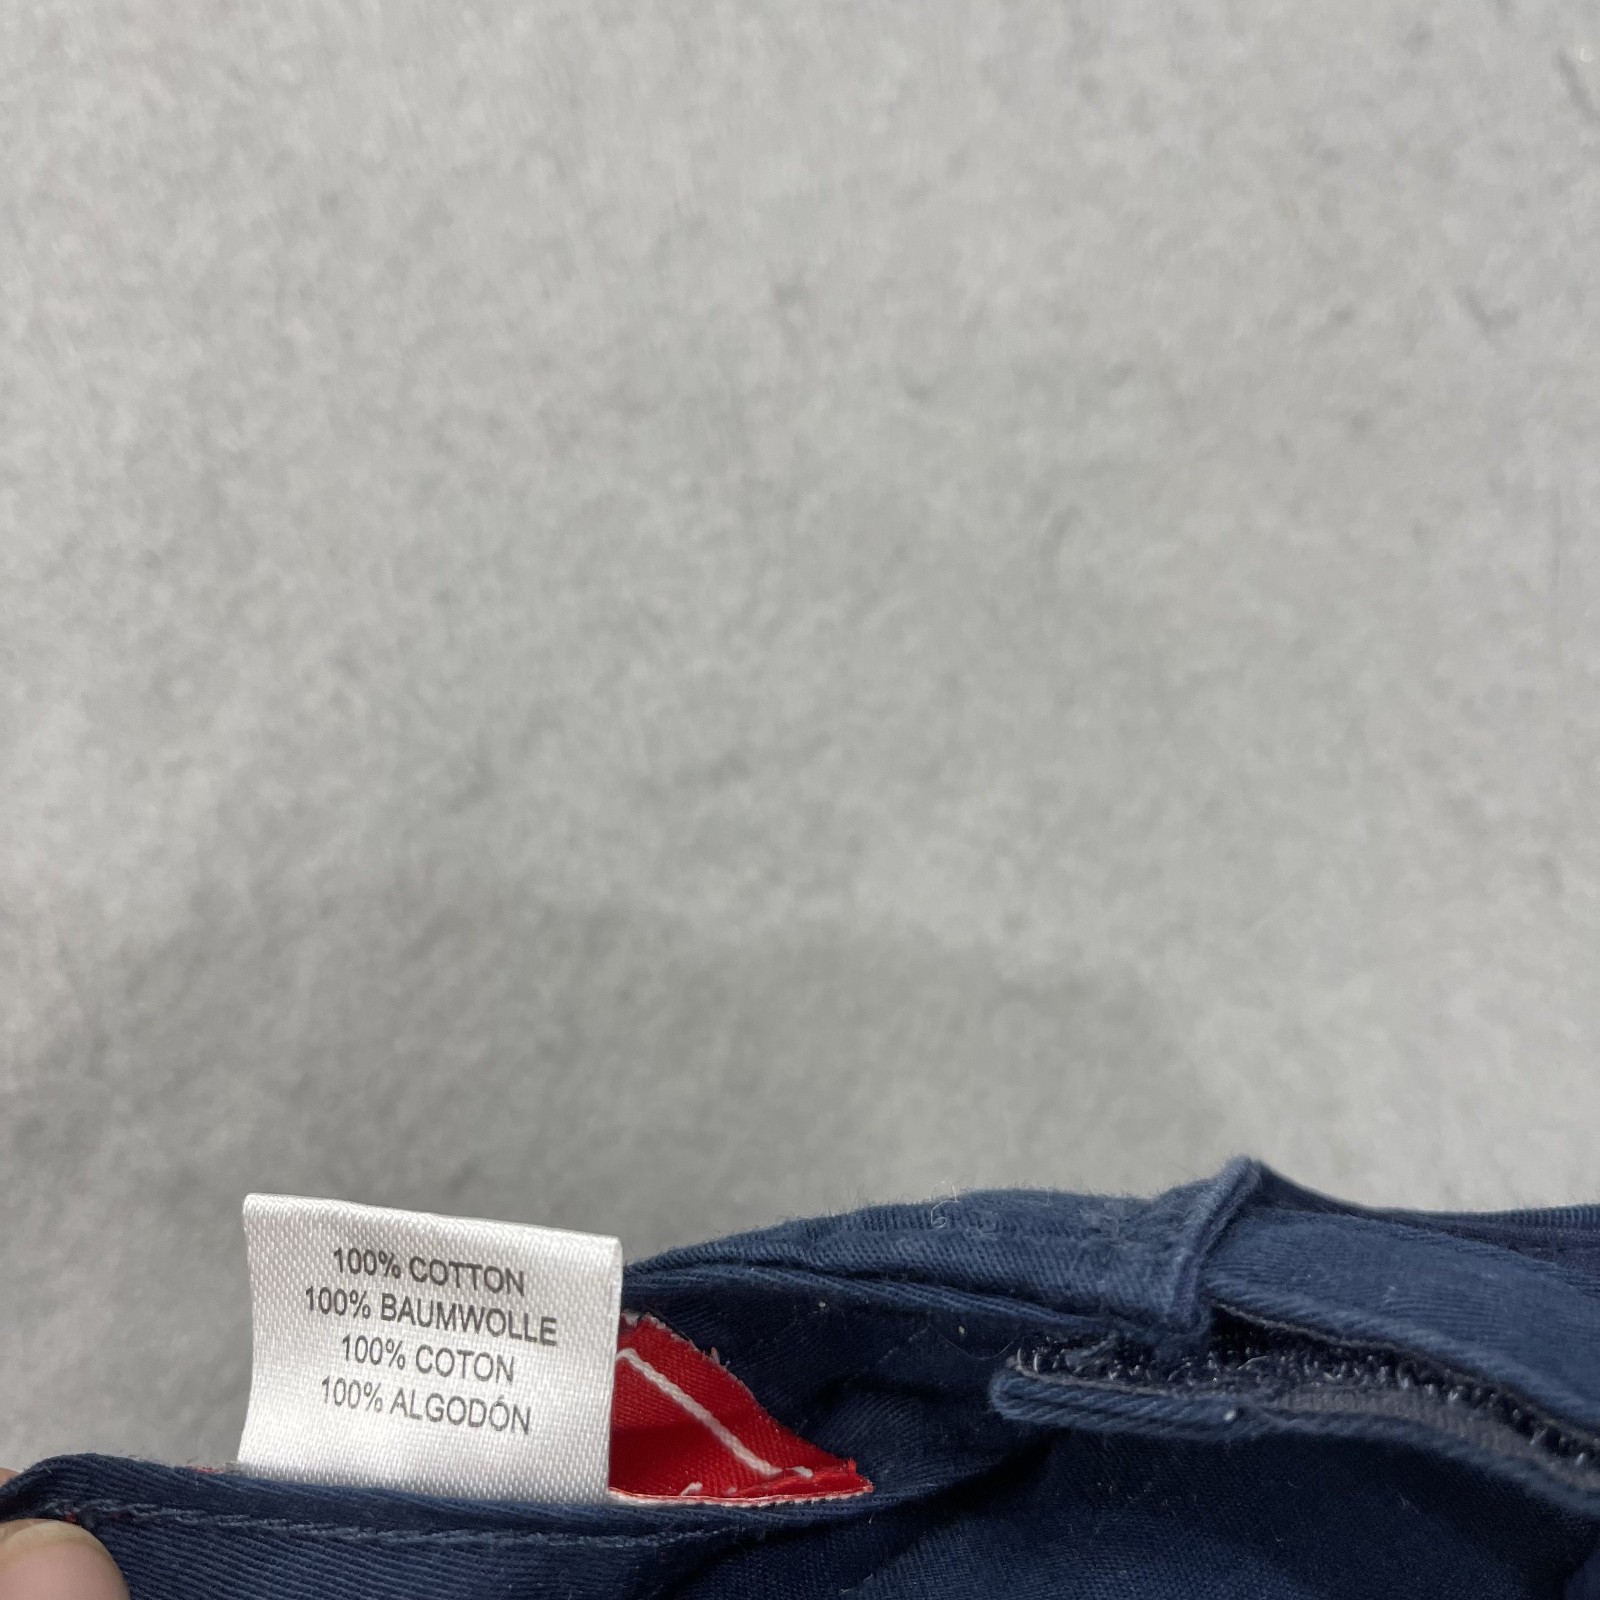 100% COTTON
100% BAUMWOLLE
100% COTON
100% ALGODÓN